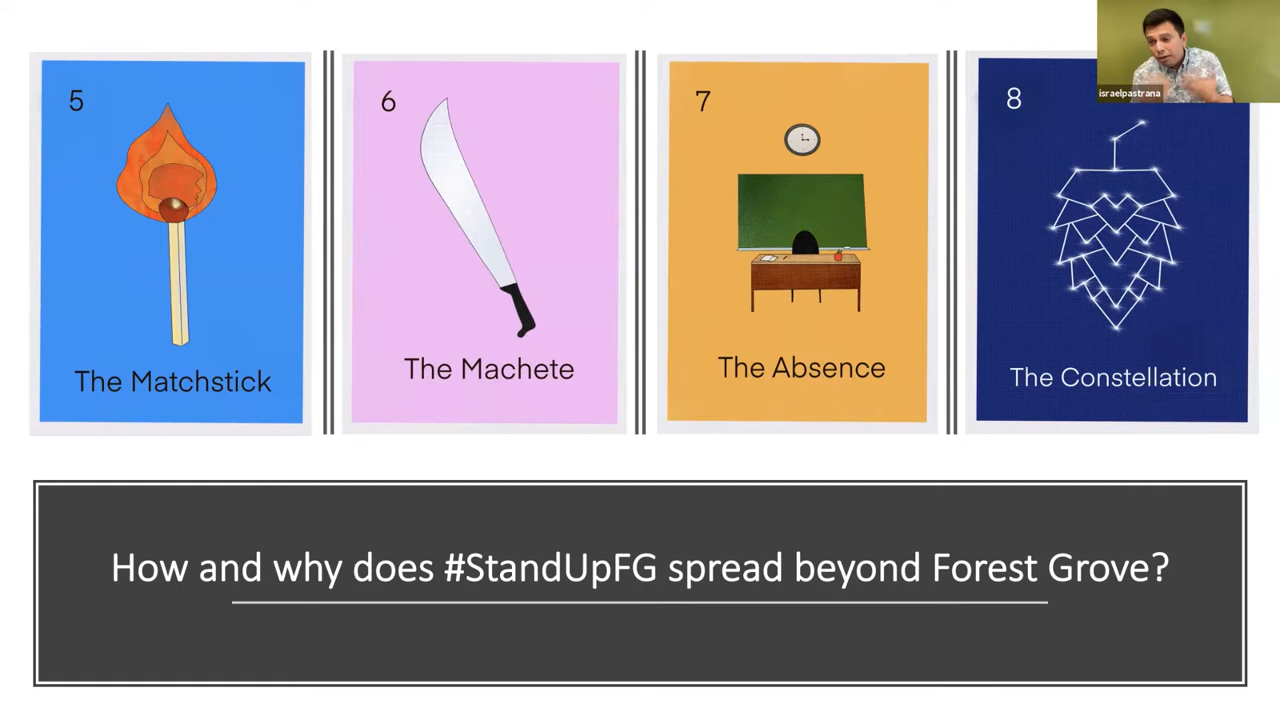 5
The Matchstick
6
The Machete
7
The Absence
8
The Constellation
israelpastrana
How and why does #StandUpFG spread beyond Forest Grove?